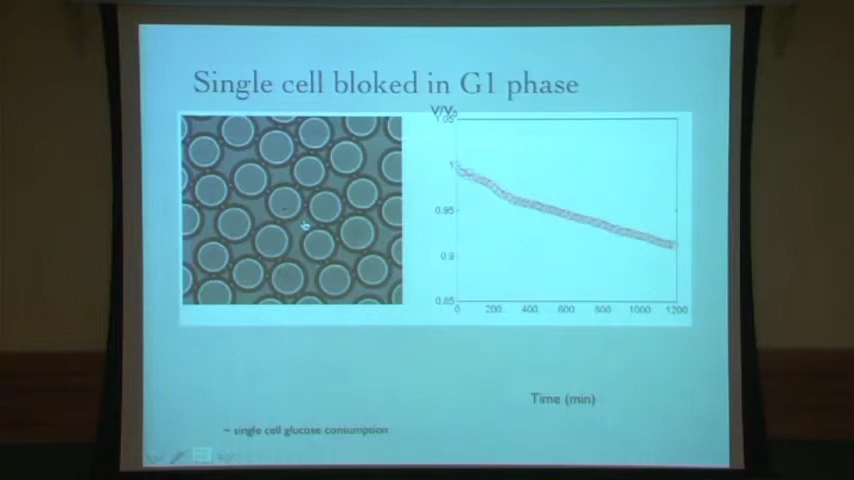 Single cell bloked in G1 phase
V/V₀
1.05
1
0.95
0.9
0.85
0 200 400 600 800 1000 1200
Time (min)
~ single cell glucose consumption